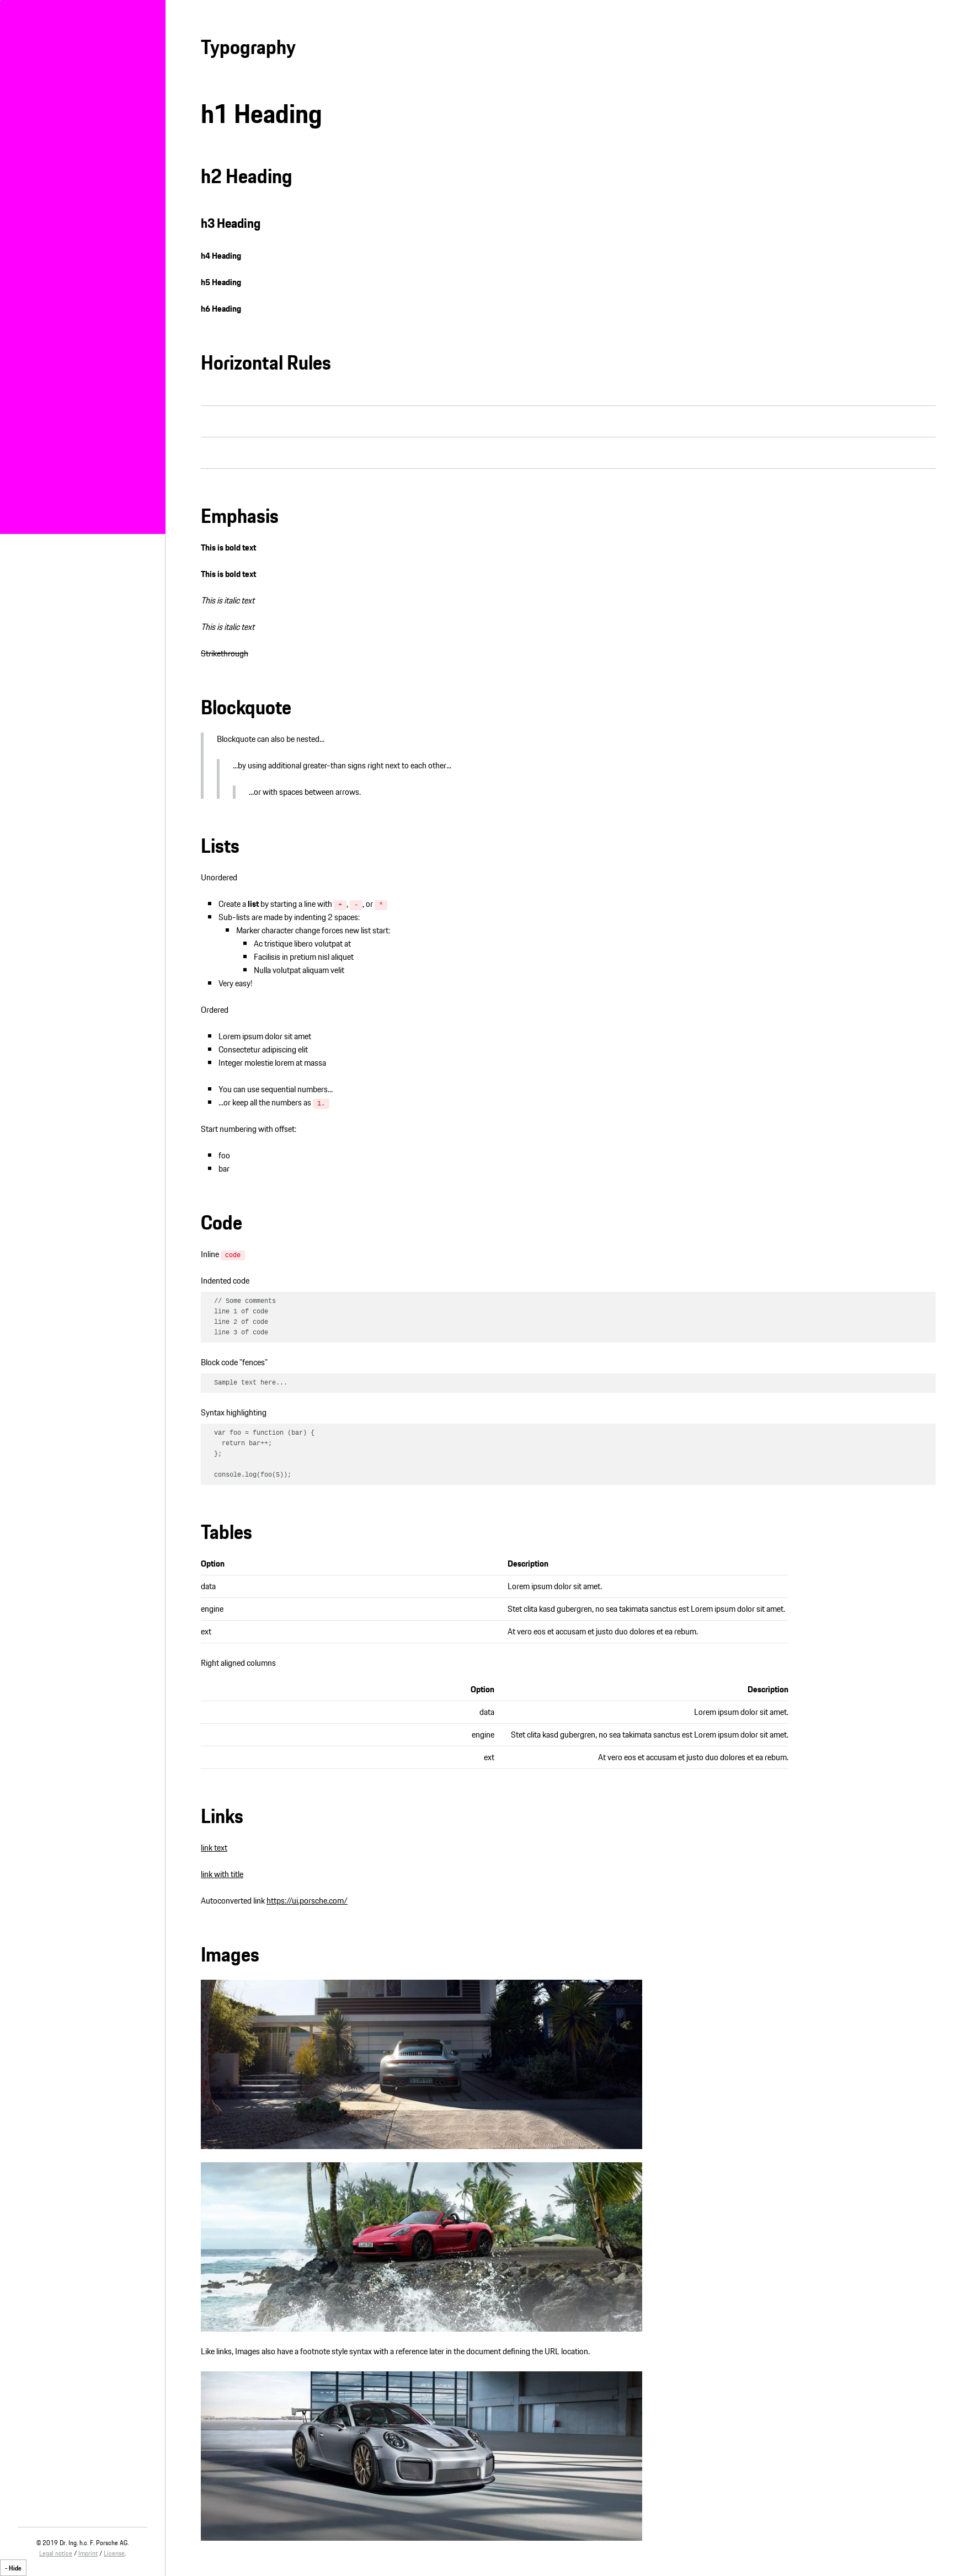 Typography
h1 Heading
h2 Heading
h3 Heading
h4 Heading
h5 Heading
h6 Heading
Horizontal Rules
Emphasis
This is bold text
This is bold text
This is italic text
This is italic text
Strikethrough
Blockquote
Blockquote can also be nested...
...by using additional greater-than signs right next to each other...
...or with spaces between arrows.
Lists
Unordered
Create a list by starting a line with +, -, or *
Sub-lists are made by indenting 2 spaces:
Marker character change forces new list start:
Ac tristique libero volutpat at
Facilisis in pretium nisl aliquet
Nulla volutpat aliquam velit
Very easy!
Ordered
Lorem ipsum dolor sit amet
Consectetur adipiscing elit
Integer molestie lorem at massa
You can use sequential numbers...
...or keep all the numbers as 1.
Start numbering with offset:
foo
bar
Code
Inline code
Indented code
// Some comments
line 1 of code
line 2 of code
line 3 of code
Block code "fences"
Sample text here...
Syntax highlighting
var foo = function (bar) {
  return bar++;
};
console.log(foo(5));
Tables
Option Description
data Lorem ipsum dolor sit amet.
engine Stet clita kasd gubergren, no sea takimata sanctus est Lorem ipsum dolor sit amet.
ext At vero eos et accusam et justo duo dolores et ea rebum.
Right aligned columns
Option Description
data Lorem ipsum dolor sit amet.
engine Stet clita kasd gubergren, no sea takimata sanctus est Lorem ipsum dolor sit amet.
ext At vero eos et accusam et justo duo dolores et ea rebum.
Links
link text
link with title
Autoconverted link https://ui.porsche.com/
Images
Like links, Images also have a footnote style syntax with a reference later in the document defining the URL location.
© 2019 Dr. Ing. h.c. F. Porsche AG.
Legal notice / Imprint / License.
- Hide